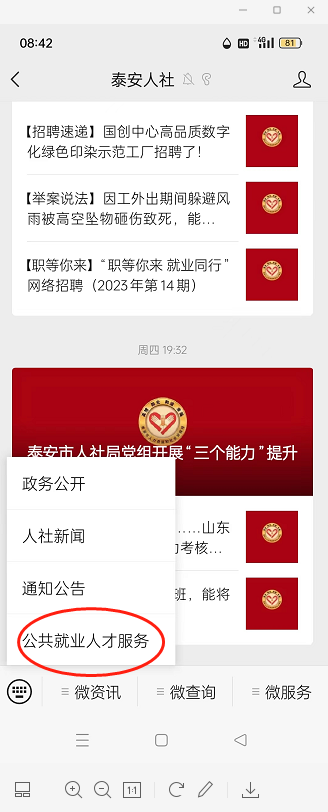 08:42
HD
4G
81
泰安人社
【招聘速递】国创中心高品质数字
化绿色印染示范工厂招聘了！
【举案说法】因工外出期间躲避风
雨被高空坠物砸伤致死，能...
【职等你来】“职等你来 就业同行”
网络招聘（2023年第14期）
周四 19:32
泰安市人社局党组开展“三个能力”提升
......山东
力考核...
班，能将
政务公开
人社新闻
通知公告
公共就业人才服务
微资讯
微查询
微服务
1:1